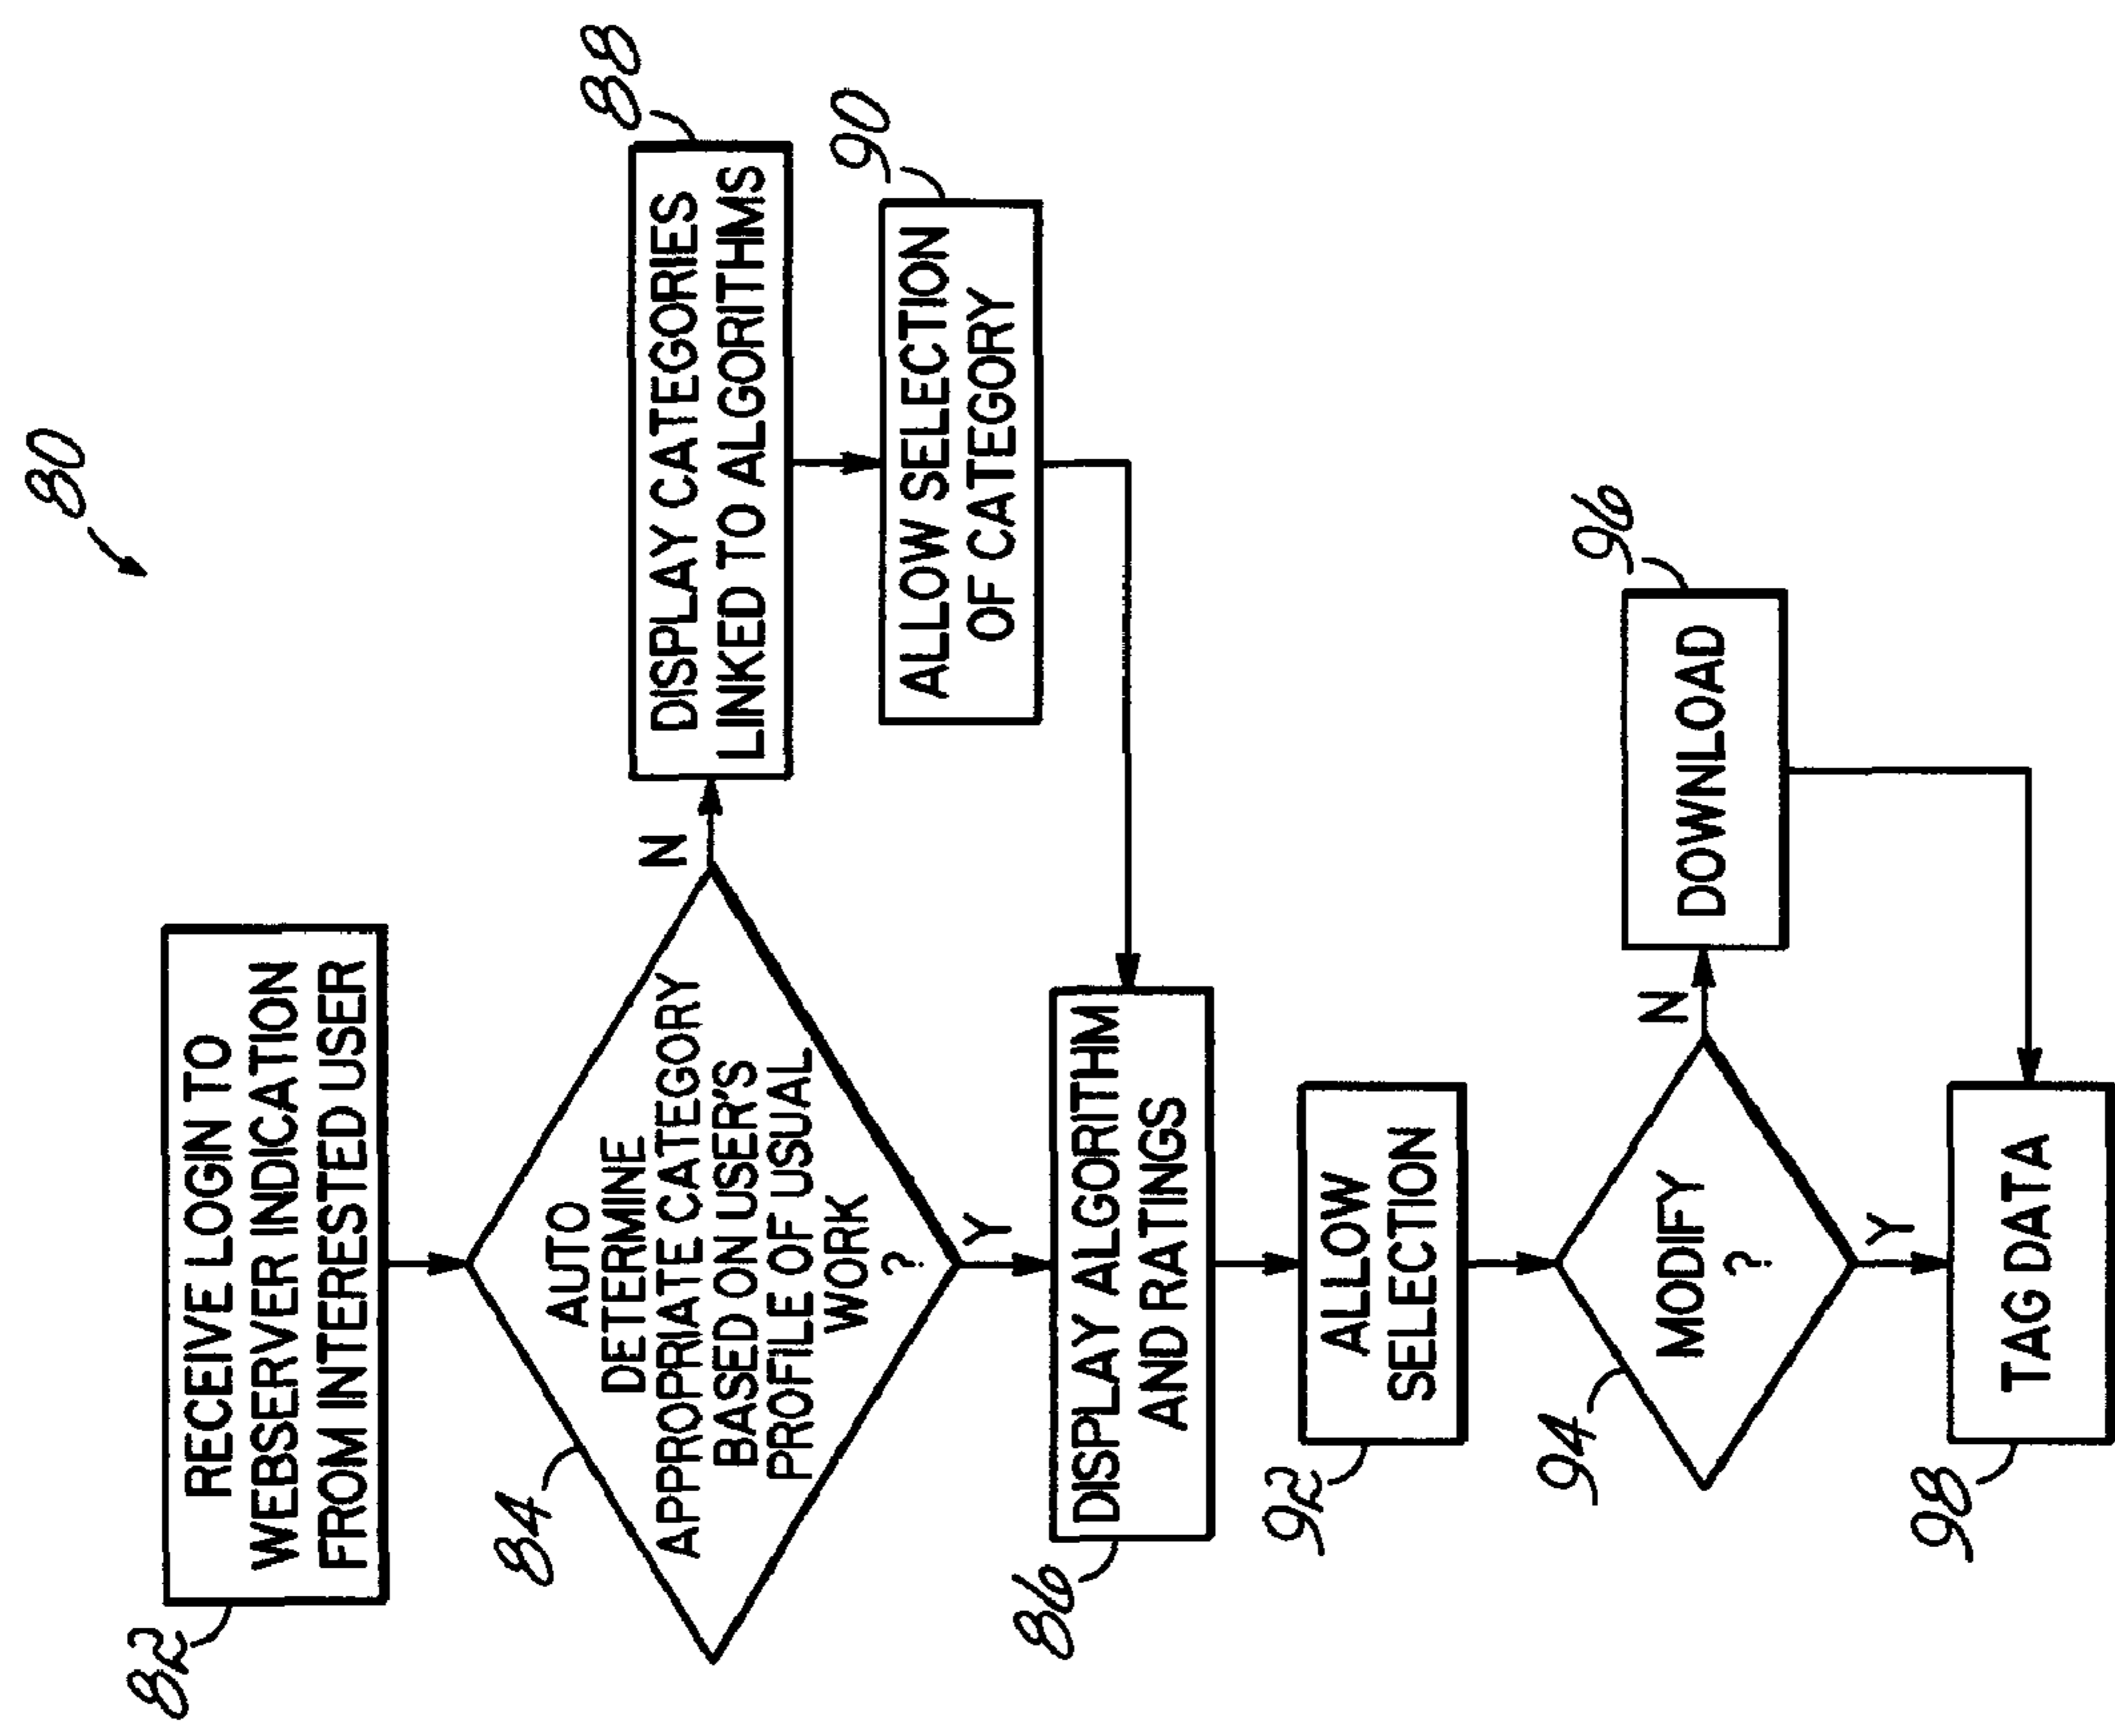 80
82
RECEIVE LOGIN TO
WEBSERVER INDICATION
FROM INTERESTED USER
84
AUTO
DETERMINE
APPROPRIATE CATEGORY
BASED ON USER'S
PROFILE OF USUAL
WORK
?
N
Y
88
DISPLAY CATEGORIES
LINKED TO ALGORITHMS
90
ALLOW SELECTION
OF CATEGORY
86
DISPLAY ALGORITHM
AND RATINGS
92
ALLOW
SELECTION
94
MODIFY
?
N
Y
96
DOWNLOAD
98
TAG DATA